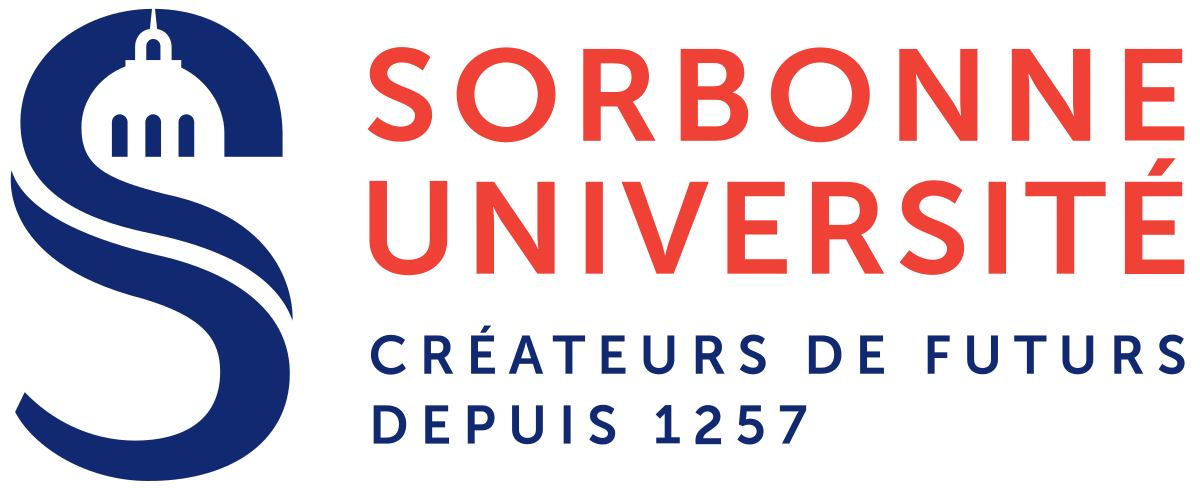 SORBONNE
UNIVERSITÉ
CRÉATEURS DE FUTURS
DEPUIS 1257